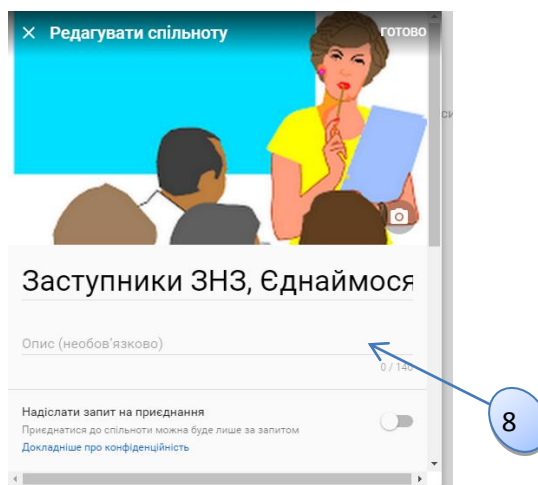 × Редагувати спільноту ГОТОВО
си
Заступники ЗНЗ, Єднаймося
Опис (необов'язково)
0 / 140
Надіслати запит на приєднання
Приєднатися до спільноти можна буде лише за запитом
Докладніше про конфіденційність
8